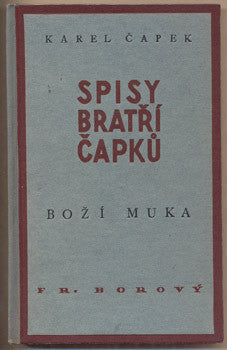 KAREL ČAPEK
SPISY
BRATŘÍ
ČAPKŮ
BOŽÍ MUKA
FR. BOROVÝ